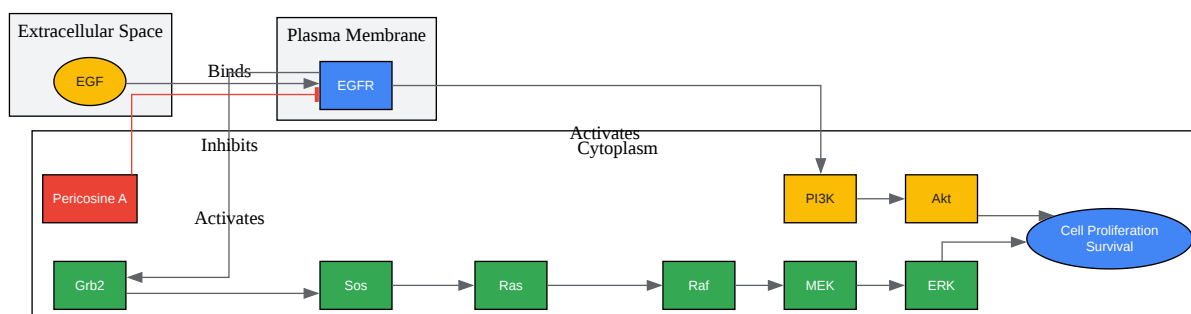 Extracellular Space
Plasma Membrane
EGF
Binds
EGFR
Activates
Cytoplasm
Inhibits
Pericosine A
Activates
PI3K
Akt
Cell Proliferation
Survival
Grb2
Sos
Ras
Raf
MEK
ERK